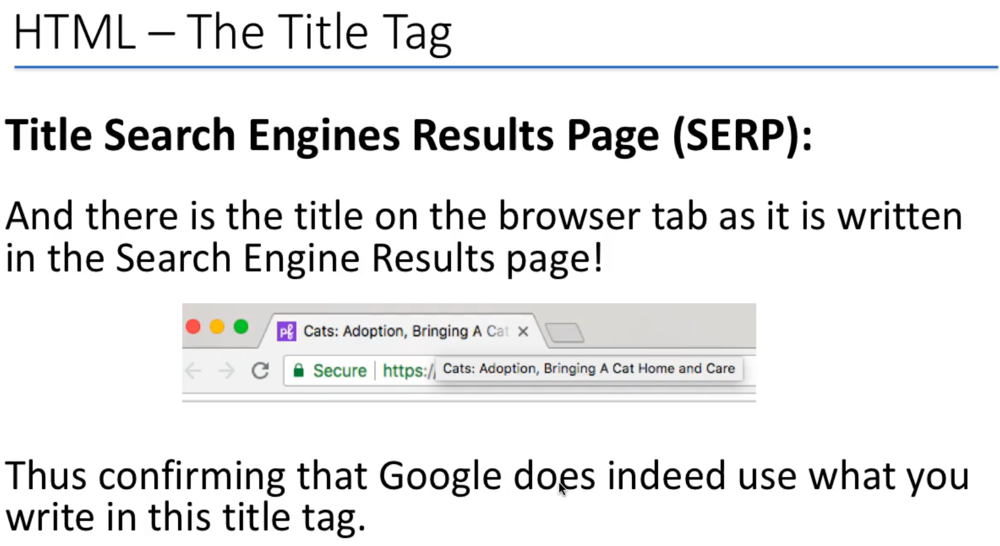 HTML – The Title Tag
Title Search Engines Results Page (SERP):
And there is the title on the browser tab as it is written
in the Search Engine Results page!
Cats: Adoption, Bringing A Cat
Secure
https:/
Cats: Adoption, Bringing A Cat Home and Care
Thus confirming that Google does indeed use what you
write in this title tag.